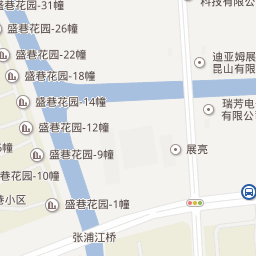 盛巷花园-31幢
科技有限公
盛巷花园-26幢
盛巷花园-22幢
迪亚姆展
昆山有限
盛巷花园-18幢
盛巷花园-14幢
瑞芳电
有限公
盛巷花园-12幢
盛巷花园-9幢
展亮
巷花园-10幢
巷小区
盛巷花园-1幢
张浦江桥